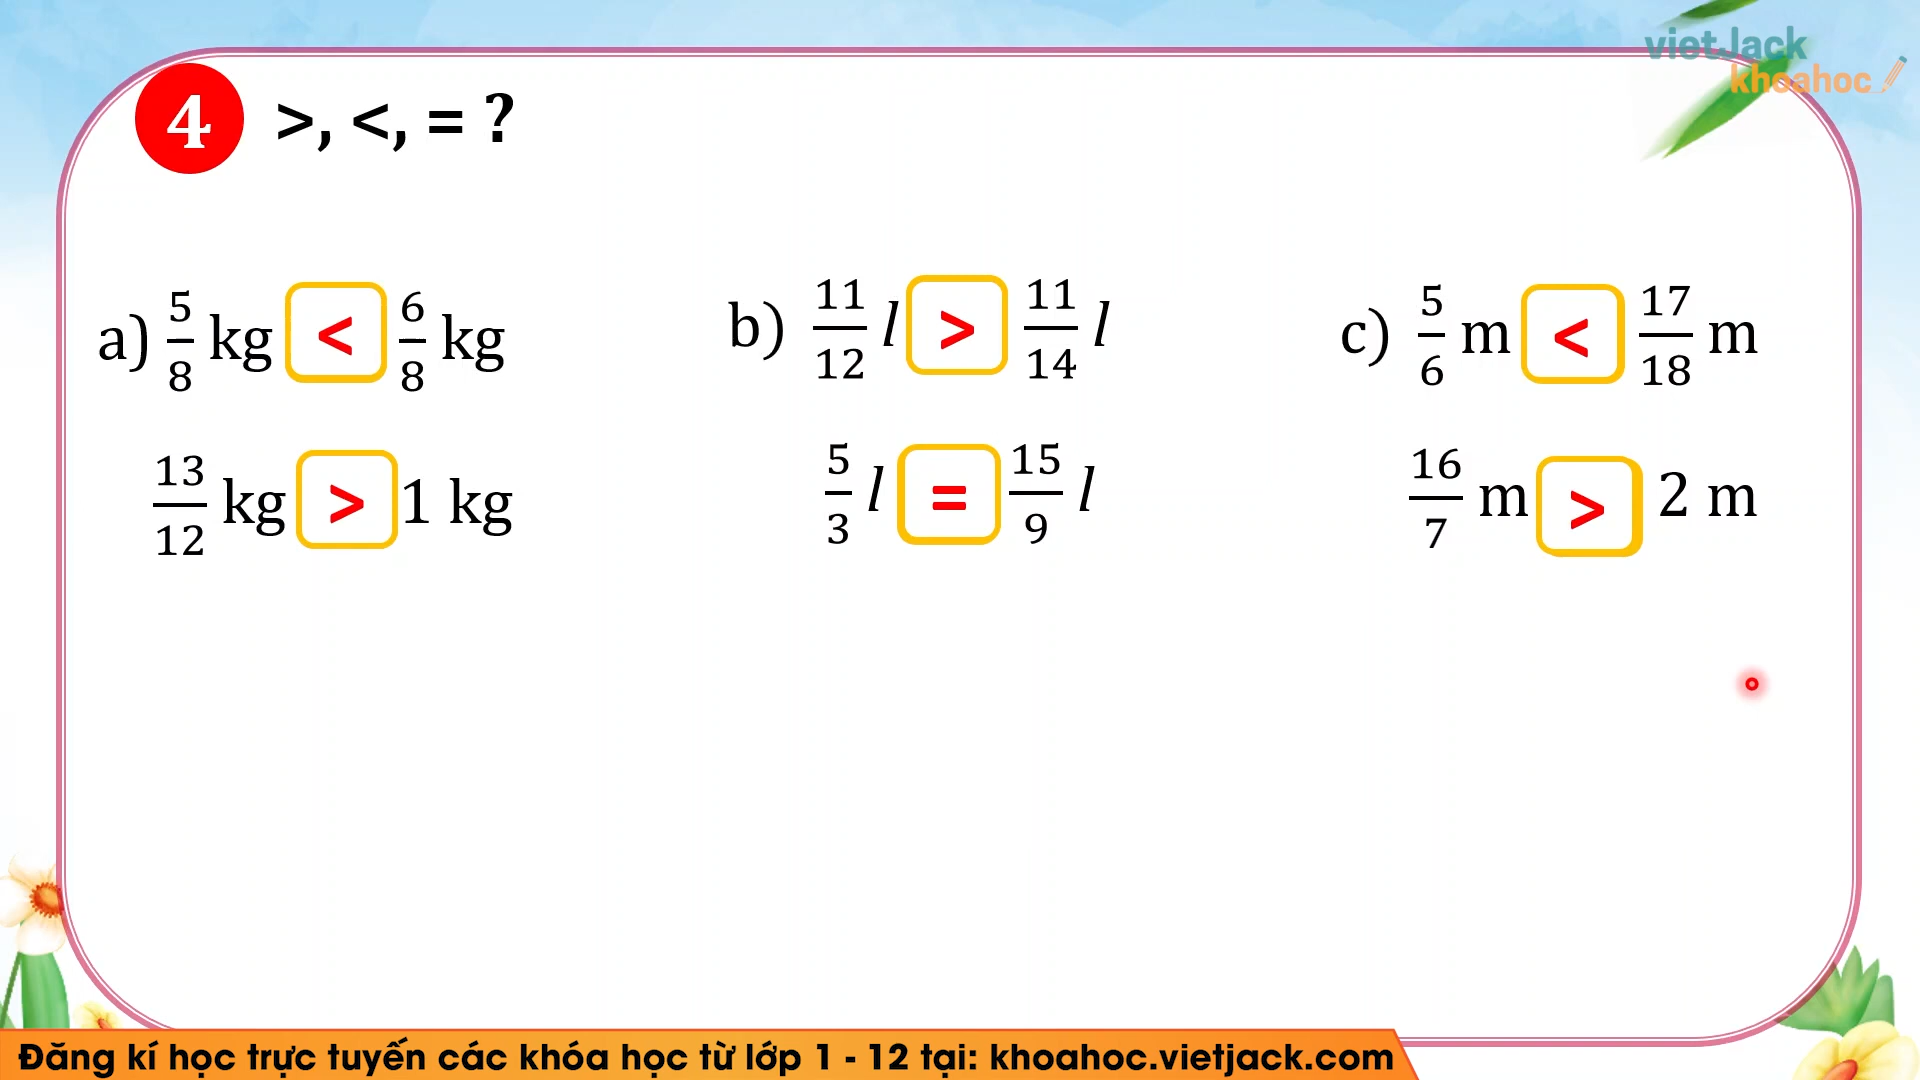 vietJack
khoahoc
4 >, <, = ?
a) 5/8 kg < 6/8 kg
b) 11/12 l > 11/14 l
c) 5/6 m < 17/18 m
13/12 kg > 1 kg
5/3 l = 15/9 l
16/7 m > 2 m
Đăng kí học trực tuyến các khóa học từ lớp 1 - 12 tại: khoahoc.vietjack.com